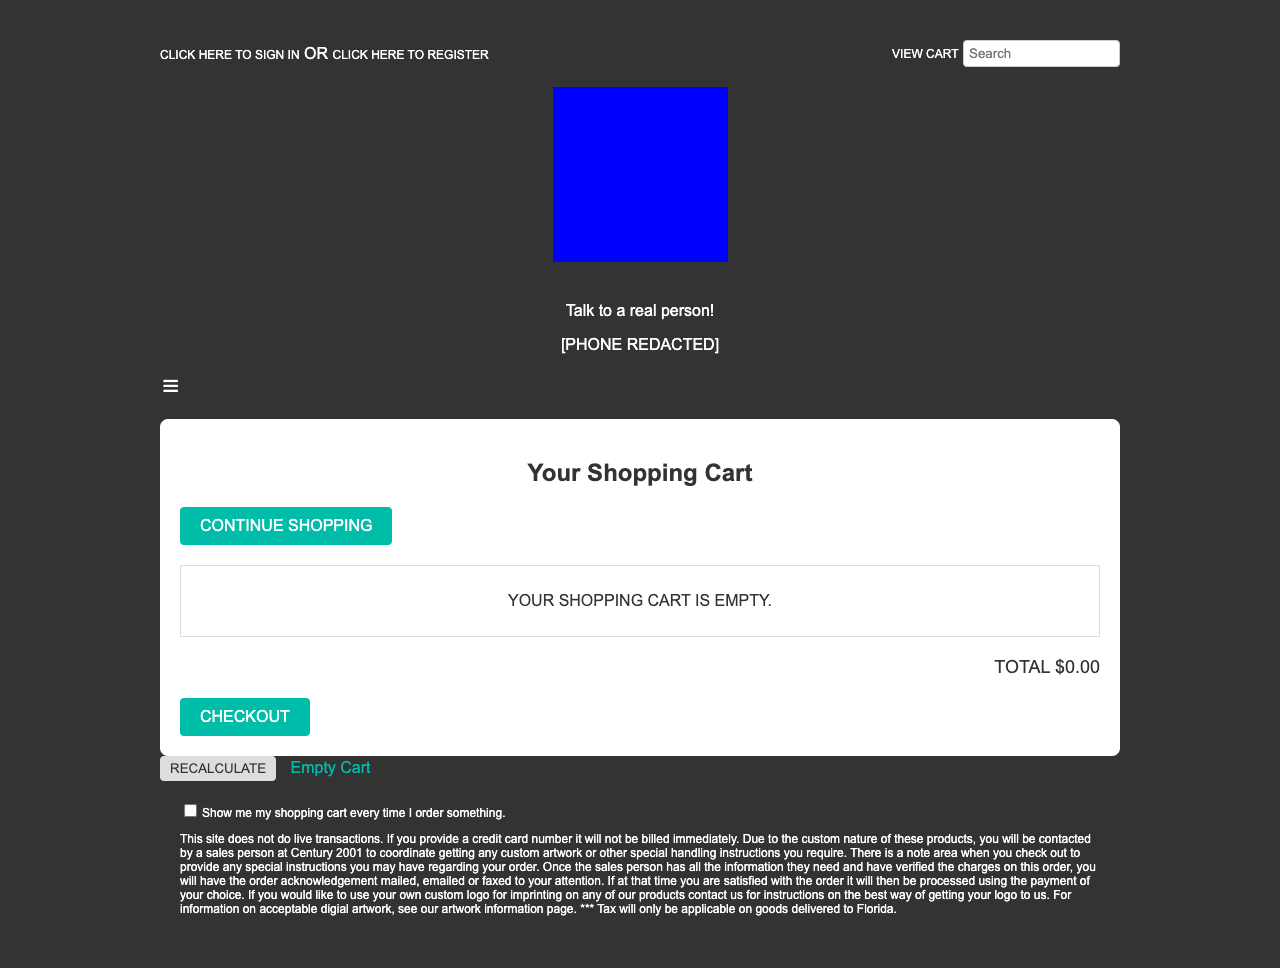 CLICK HERE TO SIGN IN OR CLICK HERE TO REGISTER
VIEW CART Search
Talk to a real person!
[PHONE REDACTED]
≡
Your Shopping Cart
CONTINUE SHOPPING
YOUR SHOPPING CART IS EMPTY.
TOTAL $0.00
CHECKOUT
RECALCULATE Empty Cart
Show me my shopping cart every time I order something.
This site does not do live transactions. If you provide a credit card number it will not be billed immediately. Due to the custom nature of these products, you will be contacted
by a sales person at Century 2001 to coordinate getting any custom artwork or other special handling instructions you require. There is a note area when you check out to
provide any special instructions you may have regarding your order. Once the sales person has all the information they need and have verified the charges on this order, you
will have the order acknowledgement mailed, emailed or faxed to your attention. If at that time you are satisfied with the order it will then be processed using the payment of
your choice. If you would like to use your own custom logo for imprinting on any of our products contact us for instructions on the best way of getting your logo to us. For
information on acceptable digial artwork, see our artwork information page. *** Tax will only be applicable on goods delivered to Florida.